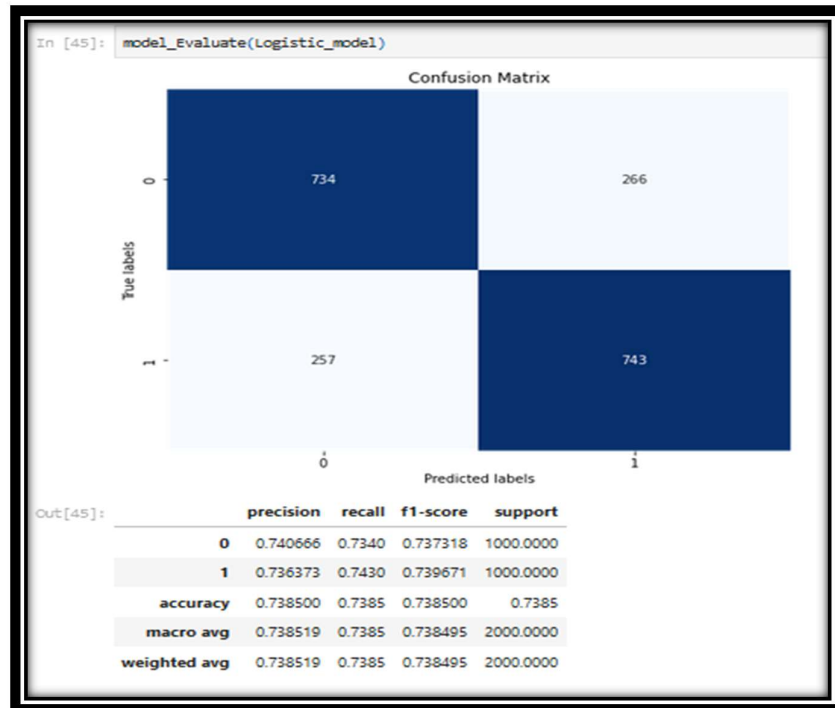 In [45]: model_Evaluate(Logistic_model)
Confusion Matrix
0 734 266
True labels
1 257 743
0 1
Predicted labels
Out[45]: precision recall f1-score support
0 0.740666 0.7340 0.737318 1000.0000
1 0.736373 0.7430 0.739671 1000.0000
accuracy 0.738500 0.7385 0.738500 0.7385
macro avg 0.738519 0.7385 0.738495 2000.0000
weighted avg 0.738519 0.7385 0.738495 2000.0000